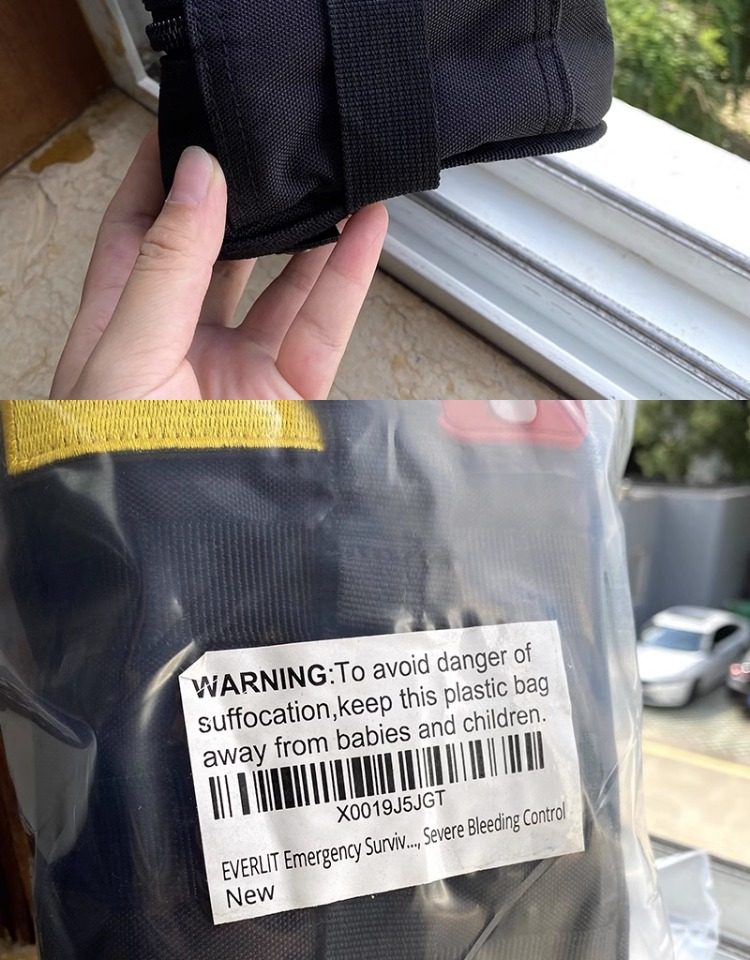 WARNING:To avoid danger of
suffocation,keep this plastic bag
away from babies and children.
X0019J5JGT
EVERLIT Emergency Surviv..., Severe Bleeding Control
New